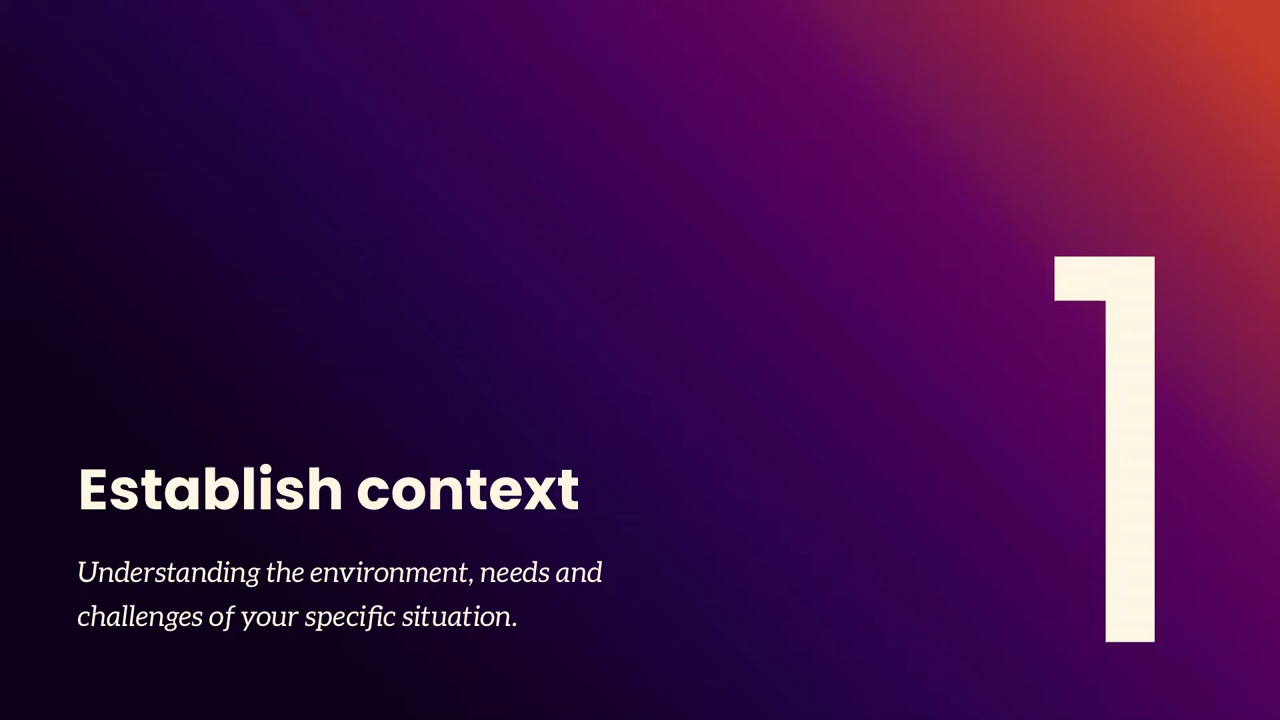 Establish context
Understanding the environment, needs and
challenges of your specific situation.
1